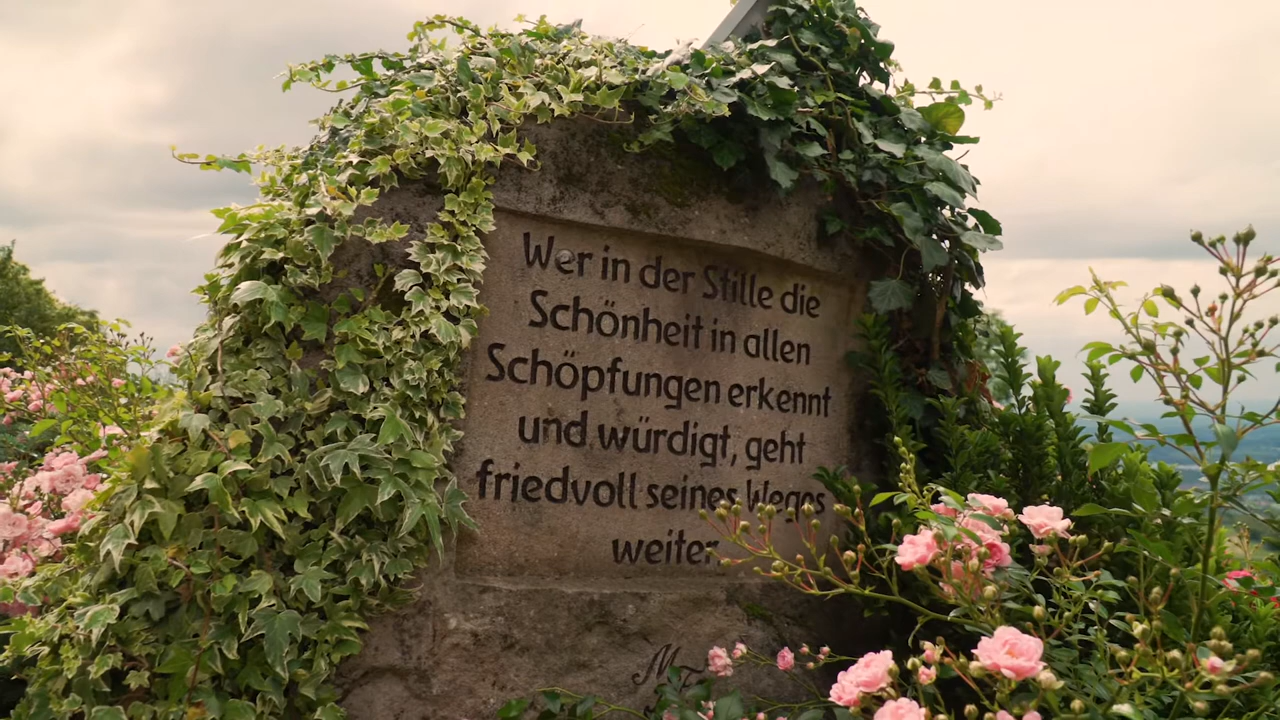 Wer in der Stille die
Schönheit in allen
Schöpfungen erkennt
und würdigt, geht
friedvoll seines Weges
weiter.